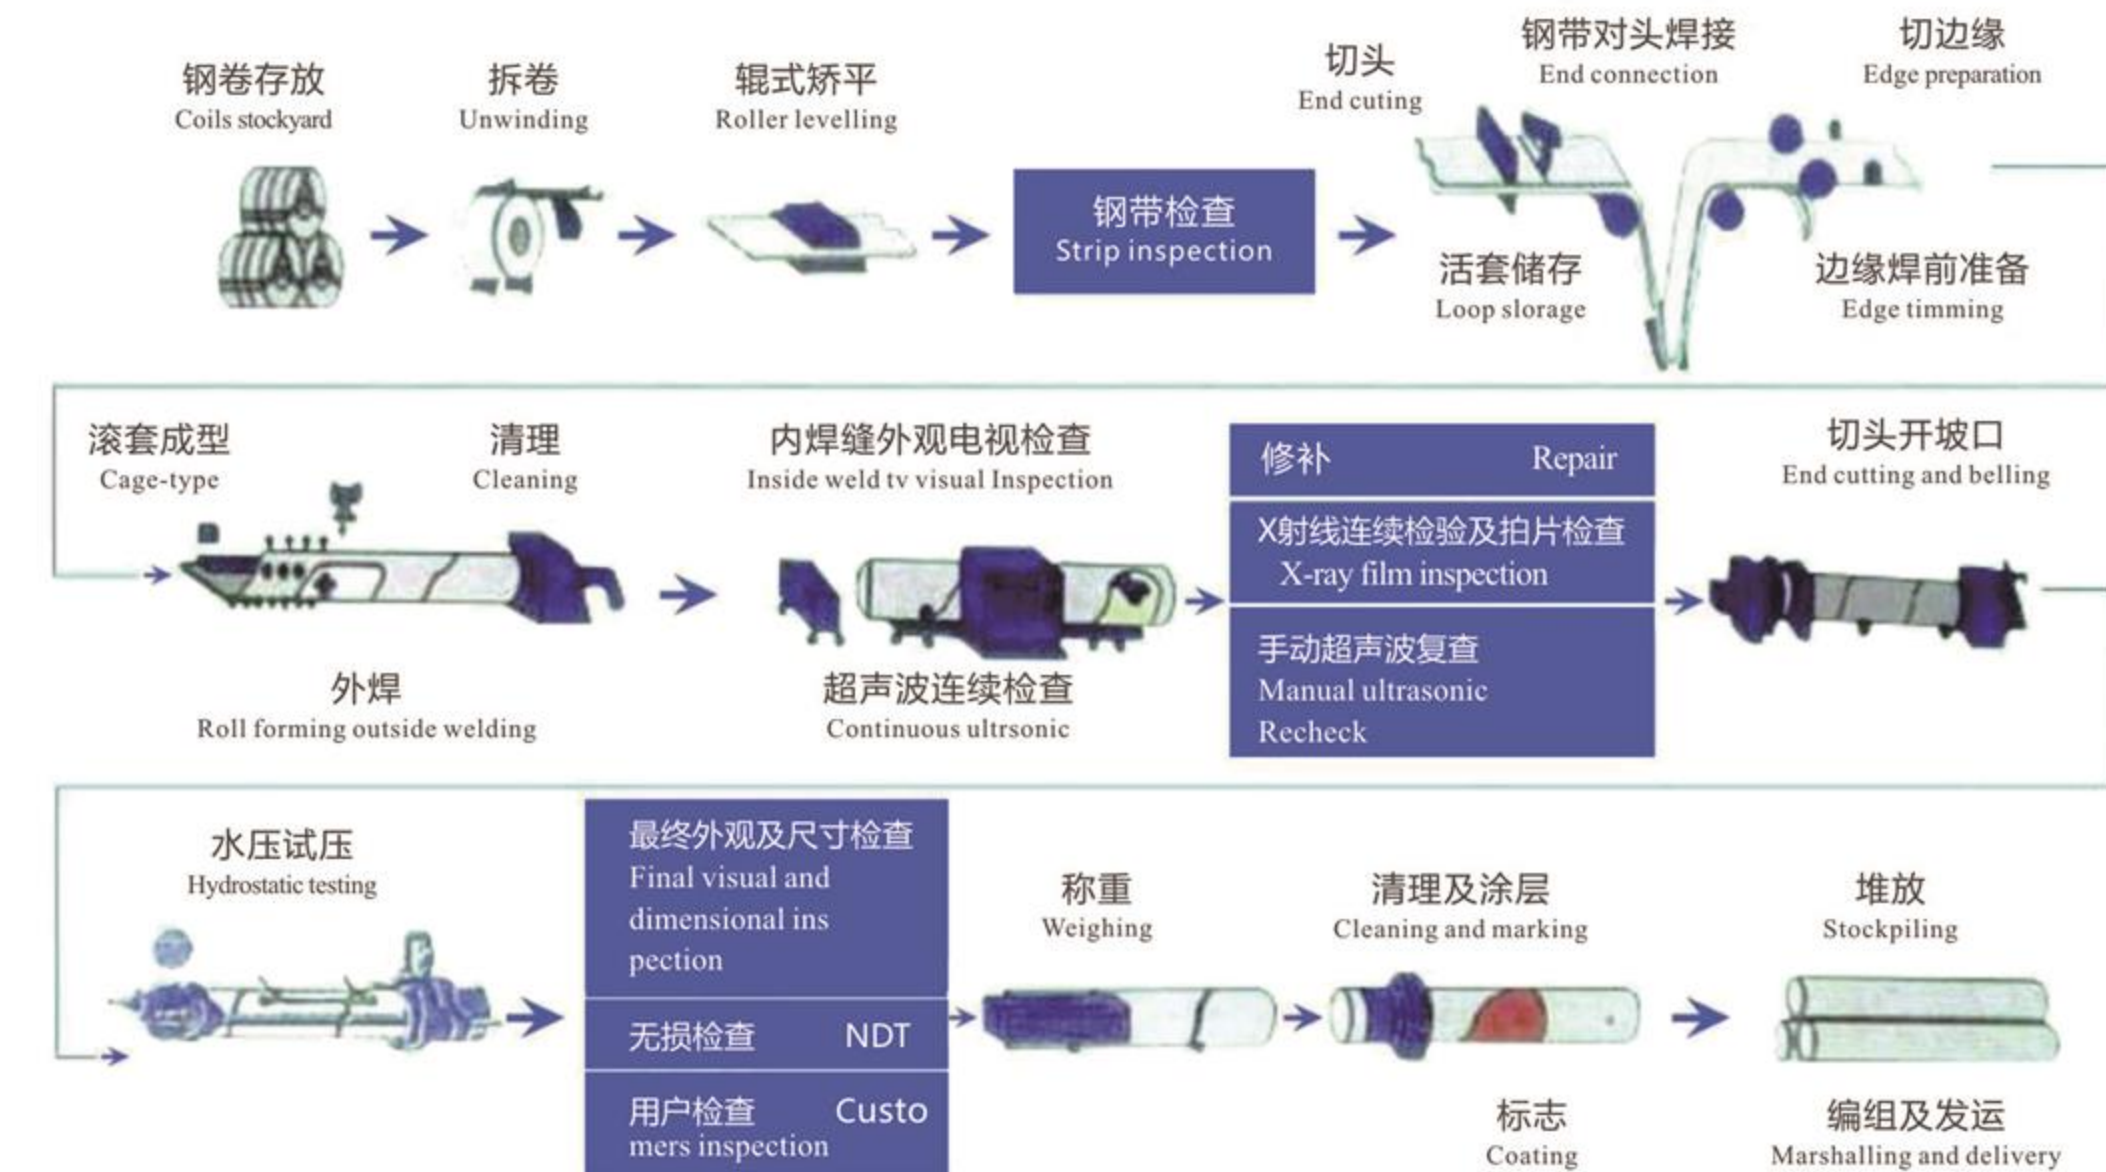 钢卷存放
Coils stockyard
拆卷
Unwinding
辊式矫平
Roller levelling
钢带检查
Strip inspection
切头
End cuting
钢带对头焊接
End connection
切边缘
Edge preparation
活套储存
Loop slorage
边缘焊前准备
Edge timming
滚套成型
Cage-type
清理
Cleaning
外焊
Roll forming outside welding
内焊缝外观电视检查
Inside weld tv visual Inspection
超声波连续检查
Continuous ultrsonic
修补 Repair
X射线连续检验及拍片检查
X-ray film inspection
手动超声波复查
Manual ultrasonic
Recheck
切头开坡口
End cutting and belling
水压试压
Hydrostatic testing
最终外观及尺寸检查
Final visual and
dimensional ins
pection
无损检查 NDT
用户检查 Custo
mers inspection
称重
Weighing
清理及涂层
Cleaning and marking
标志
Coating
堆放
Stockpiling
编组及发运
Marshalling and delivery